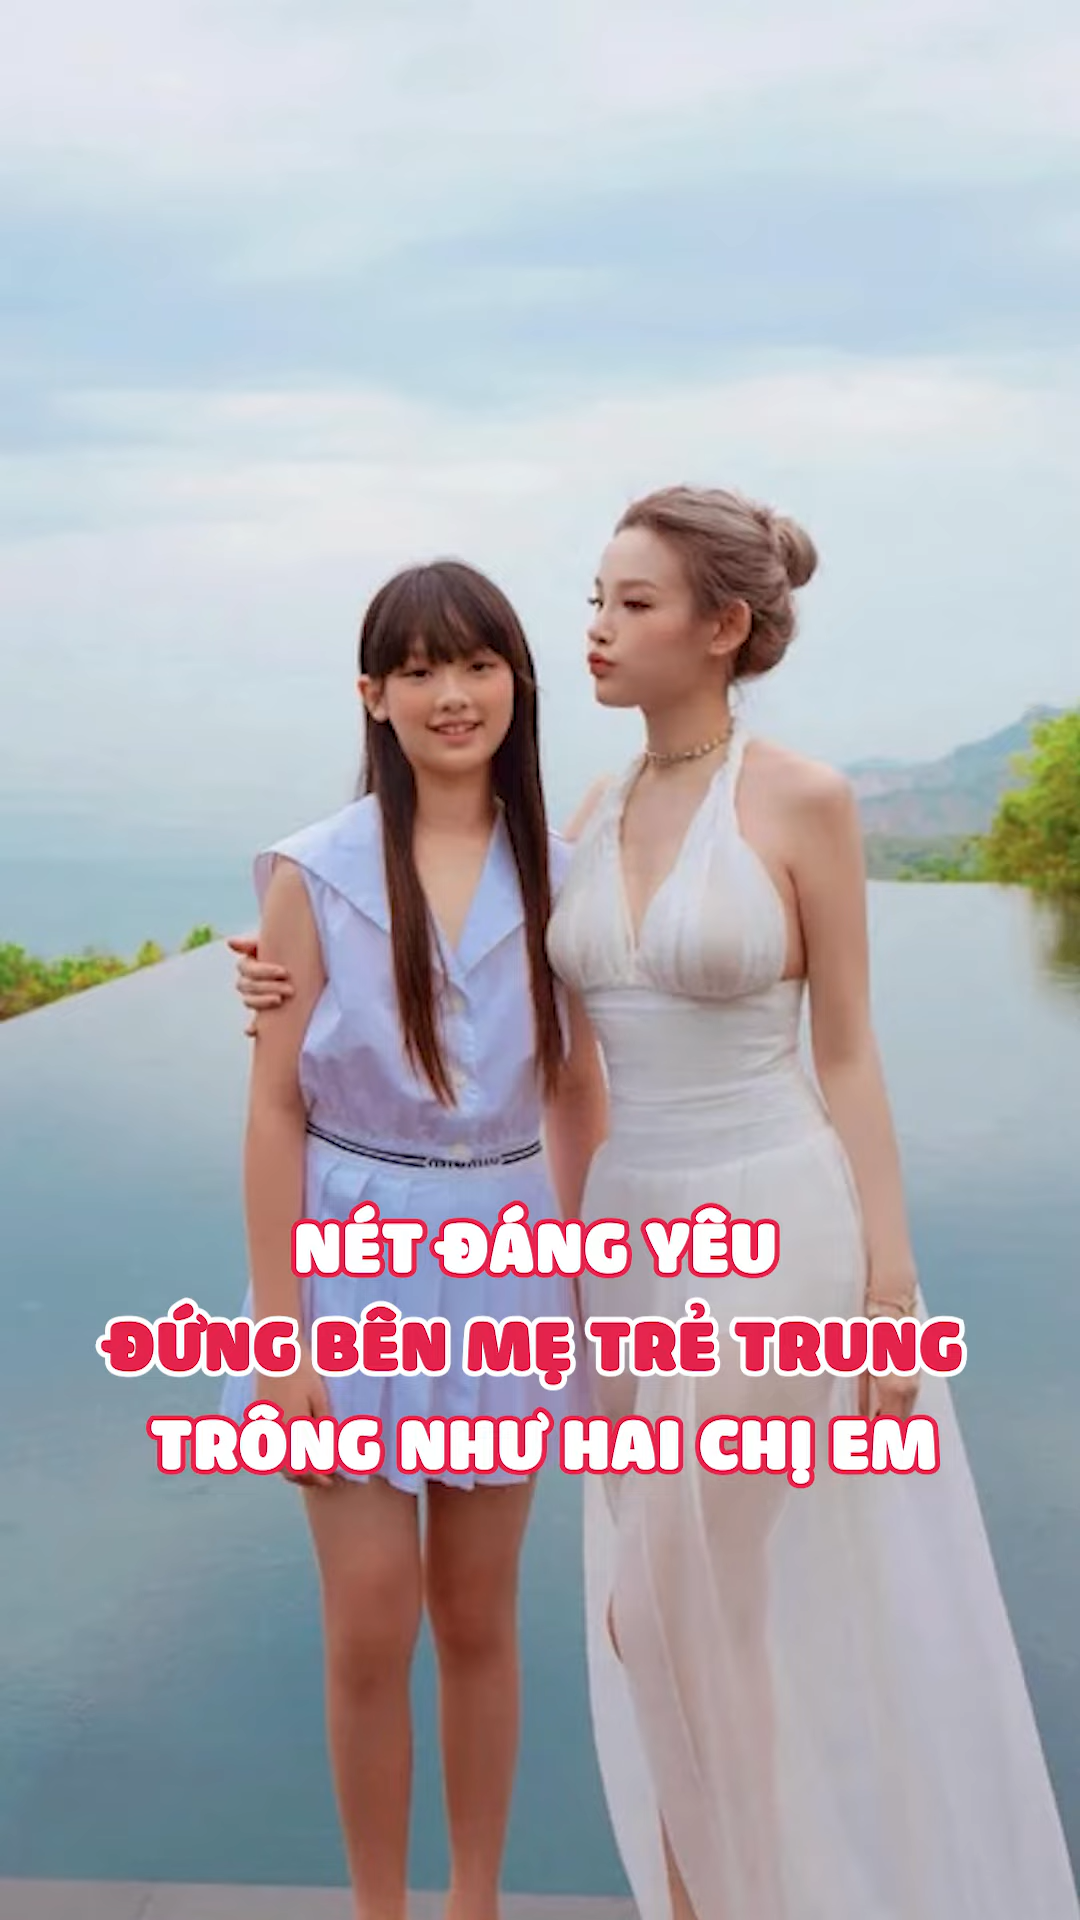 NÉT ĐÁNG YÊU
ĐỨNG BÊN MẸ TRẺ TRUNG
TRÔNG NHƯ HAI CHỊ EM